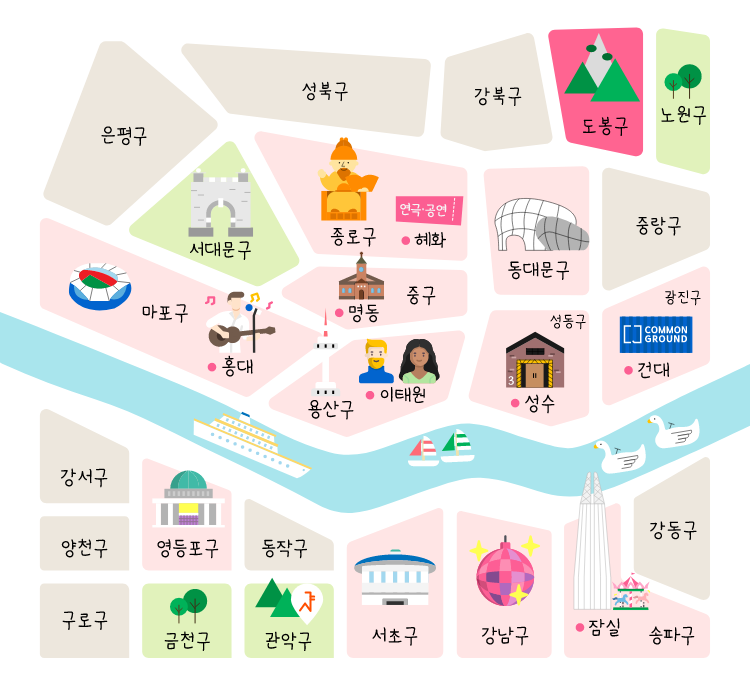 성북구
강북구
도봉구
노원구
은평구
연극·공연
종로구
혜화
서대문구
동대문구
중랑구
마포구
홍대
명동
중구
광진구
COMMON
GROUND
건대
성동구
3
성수
용산구
이태원
강서구
영등포구
양천구
동작구
강동구
구로구
금천구
관악구
서초구
강남구
잠실
송파구